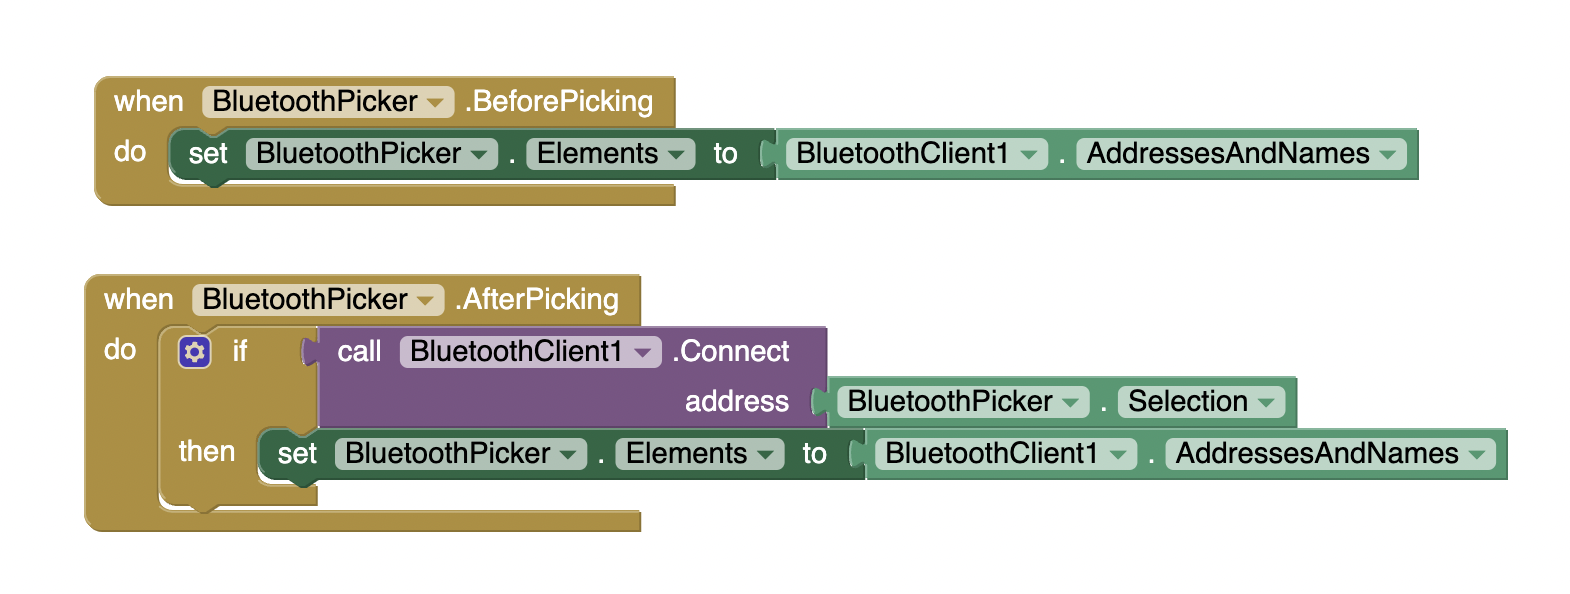 when BluetoothPicker .BeforePicking
do set BluetoothPicker . Elements to BluetoothClient1 . AddressesAndNames
when BluetoothPicker .AfterPicking
do if call BluetoothClient1 .Connect
address BluetoothPicker . Selection
then set BluetoothPicker . Elements to BluetoothClient1 . AddressesAndNames